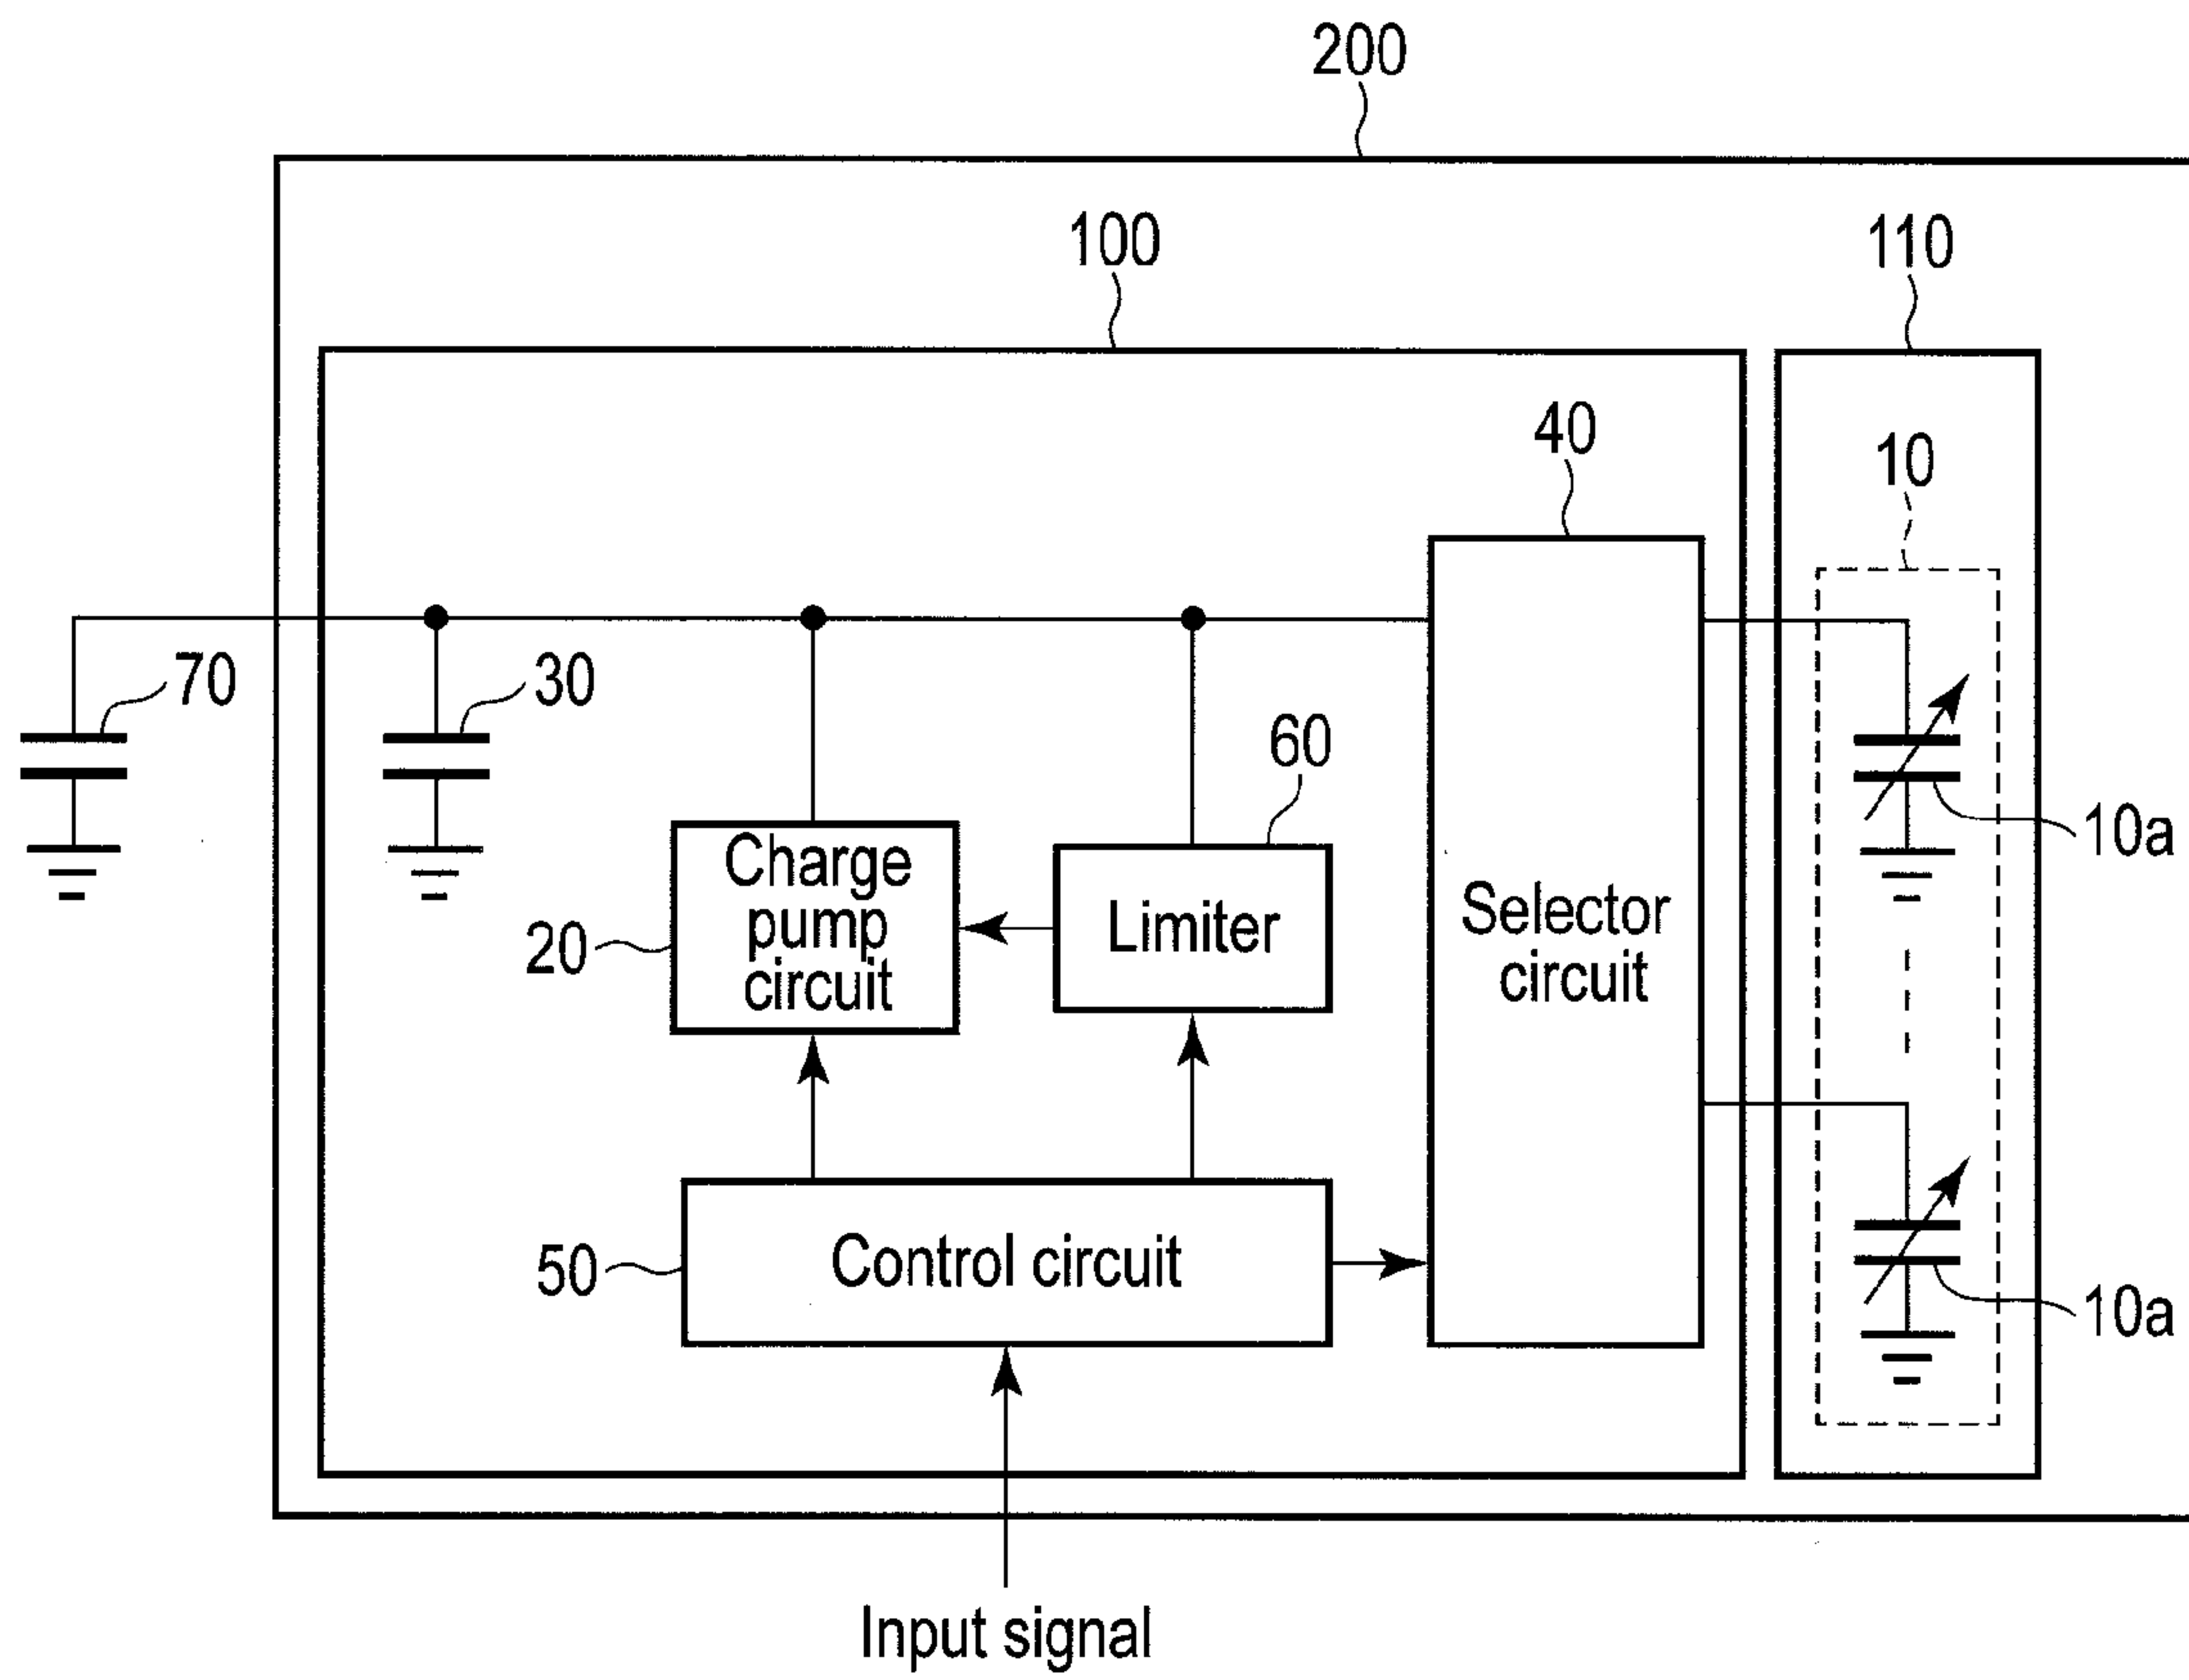 200
100
110
40
10
70
30
60
10a
Charge
pump
circuit
20
Limiter
Selector
circuit
50
Control circuit
10a
Input signal